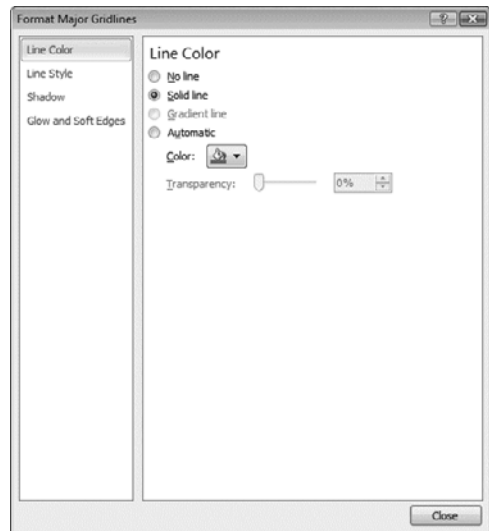 Format Major Gridlines
Line Color
Line Style
Shadow
Glow and Soft Edges
Line Color
No line
Solid line
Gradient line
Automatic
Color:
Transparency: 0%
Close